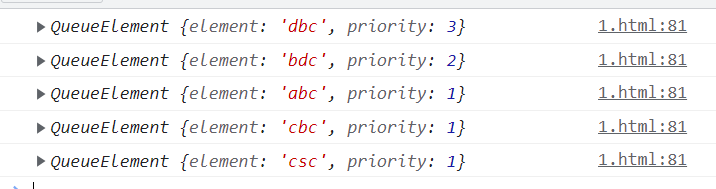 QueueElement {element: 'dbc', priority: 3} 1.html:81
QueueElement {element: 'bdc', priority: 2} 1.html:81
QueueElement {element: 'abc', priority: 1} 1.html:81
QueueElement {element: 'cbc', priority: 1} 1.html:81
QueueElement {element: 'csc', priority: 1} 1.html:81